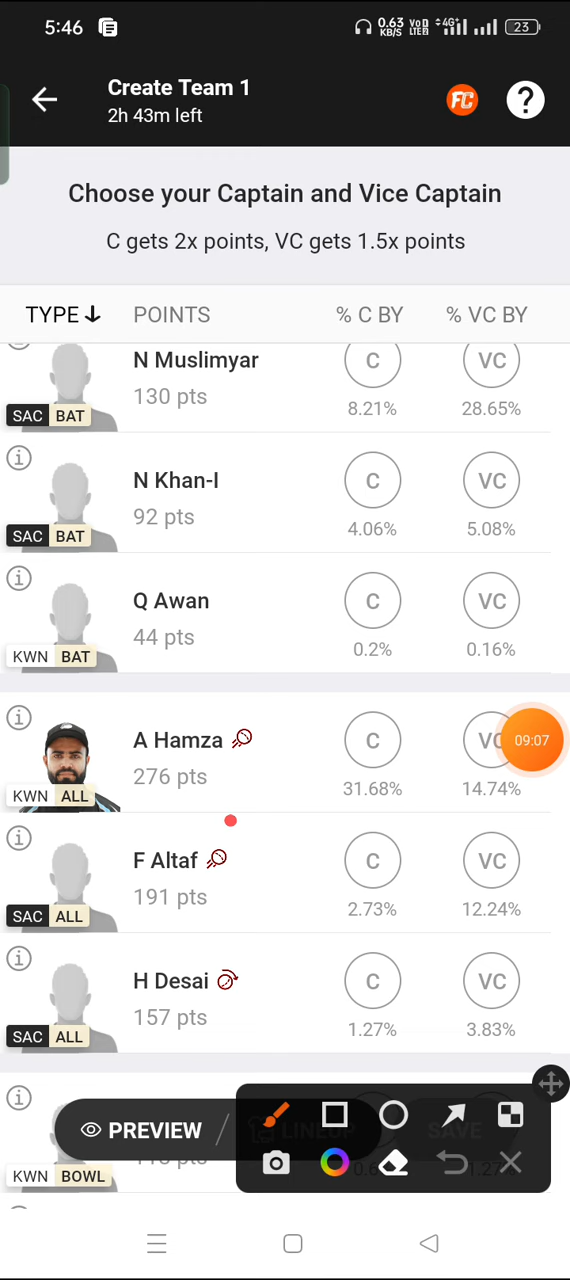 5:46 0.63 KB/S VoD LTE2 4G+ 23
Create Team 1
2h 43m left
FC ?
Choose your Captain and Vice Captain
C gets 2x points, VC gets 1.5x points
TYPE POINTS % C BY % VC BY
N Muslimyar C VC
130 pts
SAC BAT 8.21% 28.65%
N Khan-I C VC
92 pts
SAC BAT 4.06% 5.08%
Q Awan C VC
44 pts
KWN BAT 0.2% 0.16%
A Hamza C VC 09:07
276 pts
KWN ALL 31.68% 14.74%
F Altaf C VC
191 pts
SAC ALL 2.73% 12.24%
H Desai C VC
157 pts
SAC ALL 1.27% 3.83%
PREVIEW / LINEUP SAVE
KWN BOWL